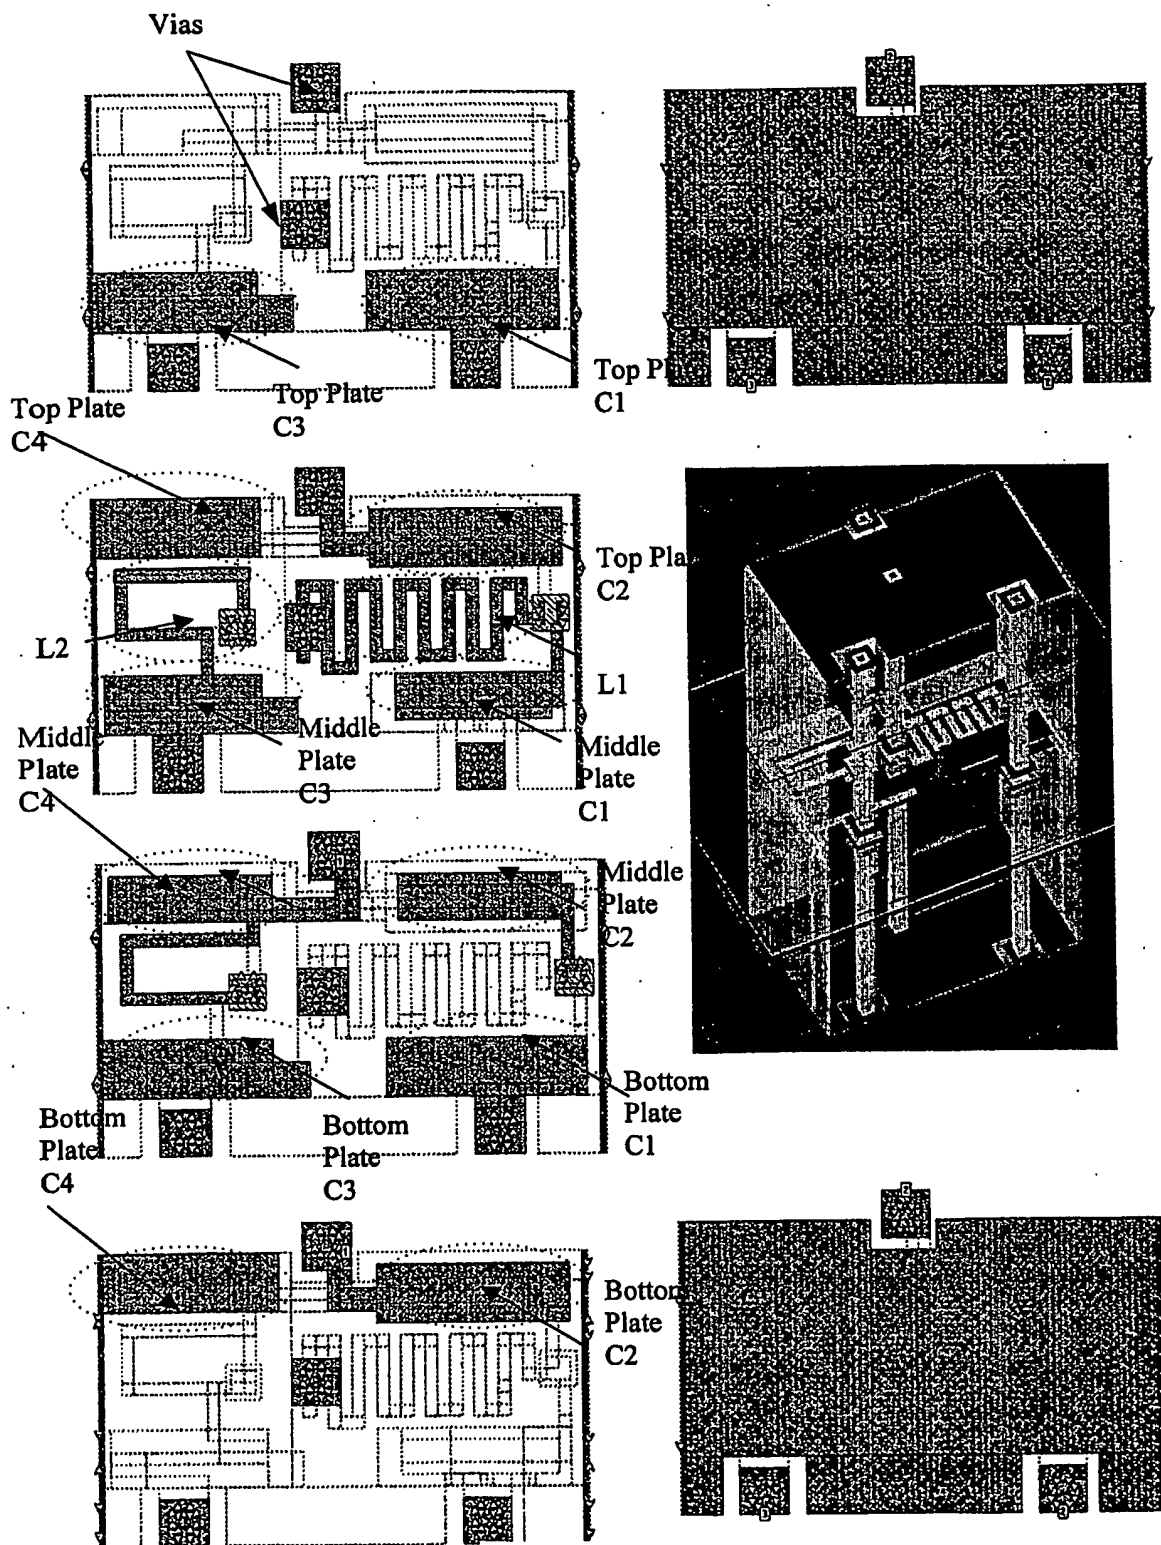 Vias
Top Pl
C1
Top Plate
C3
Top Plate
C4
Top Pla
C2
L2
L1
Middle
Plate
C4
Middle
Plate
C3
Middle
Plate
C1
Middle
Plate
C2
Bottom
Plate
C4
Bottom
Plate
C3
Bottom
Plate
C1
Bottom
Plate
C2